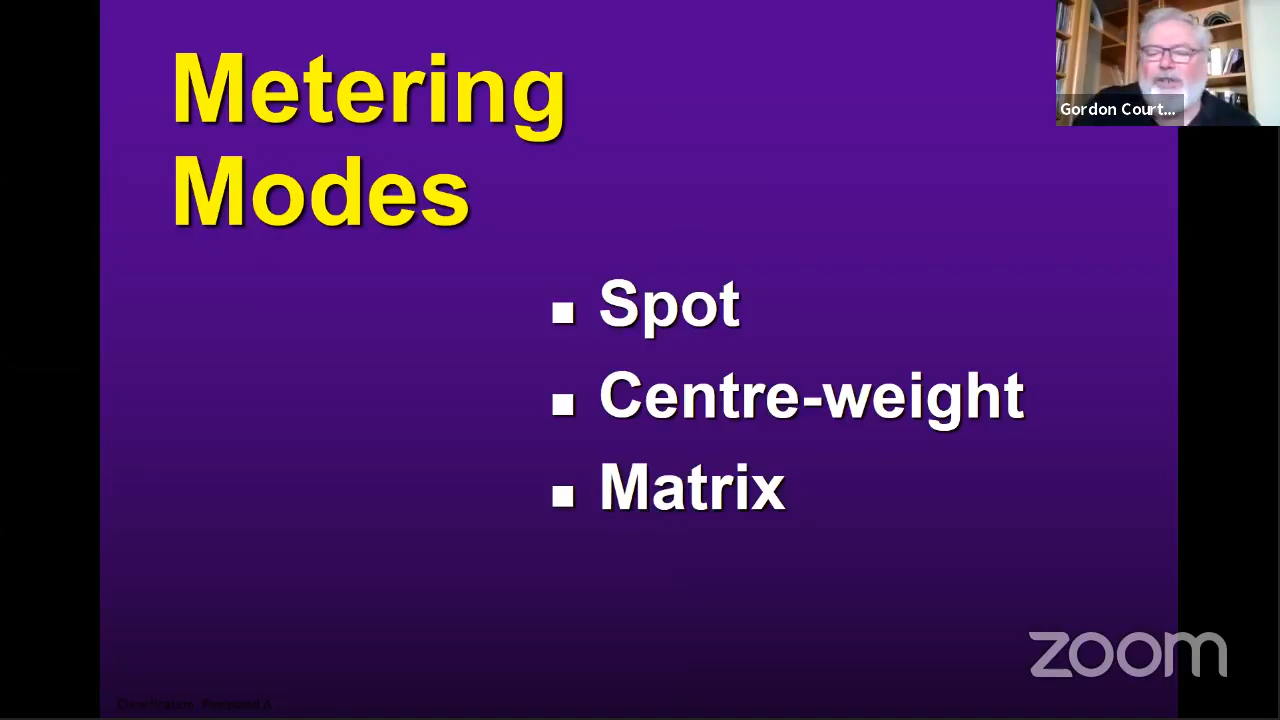 Metering
Modes
Gordon Court...
■ Spot
■ Centre-weight
■ Matrix
zoom